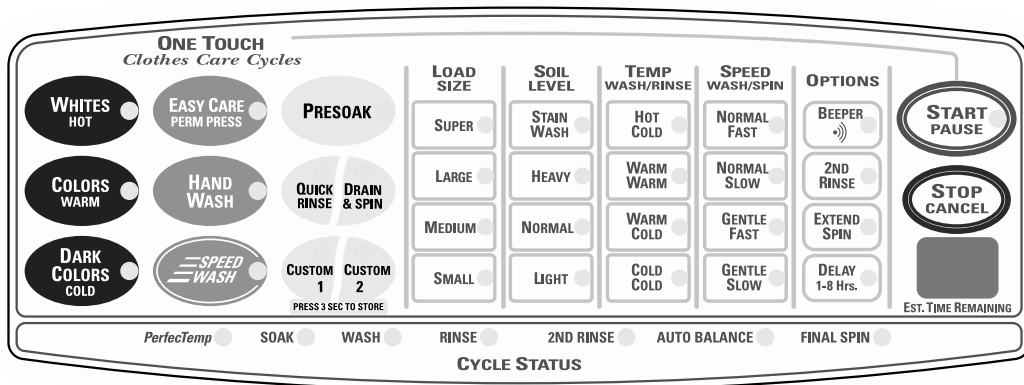 ONE TOUCH
Clothes Care Cycles
WHITES
HOT
EASY CARE
PERM PRESS
PRESOAK
COLORS
WARM
HAND
WASH
QUICK
RINSE
DRAIN
& SPIN
DARK
COLORS
COLD
SPEED
WASH
CUSTOM
1
CUSTOM
2
PRESS 3 SEC TO STORE
LOAD
SIZE
SUPER
LARGE
MEDIUM
SMALL
SOIL
LEVEL
STAIN
WASH
HEAVY
NORMAL
LIGHT
TEMP
WASH/RINSE
HOT
COLD
WARM
WARM
WARM
COLD
COLD
COLD
SPEED
WASH/SPIN
NORMAL
FAST
NORMAL
SLOW
GENTLE
FAST
GENTLE
SLOW
OPTIONS
BEEPER
2ND
RINSE
EXTEND
SPIN
DELAY
1-8 Hrs.
START
PAUSE
STOP
CANCEL
EST. TIME REMAINING
PerfecTemp SOAK WASH RINSE 2ND RINSE AUTO BALANCE FINAL SPIN
CYCLE STATUS